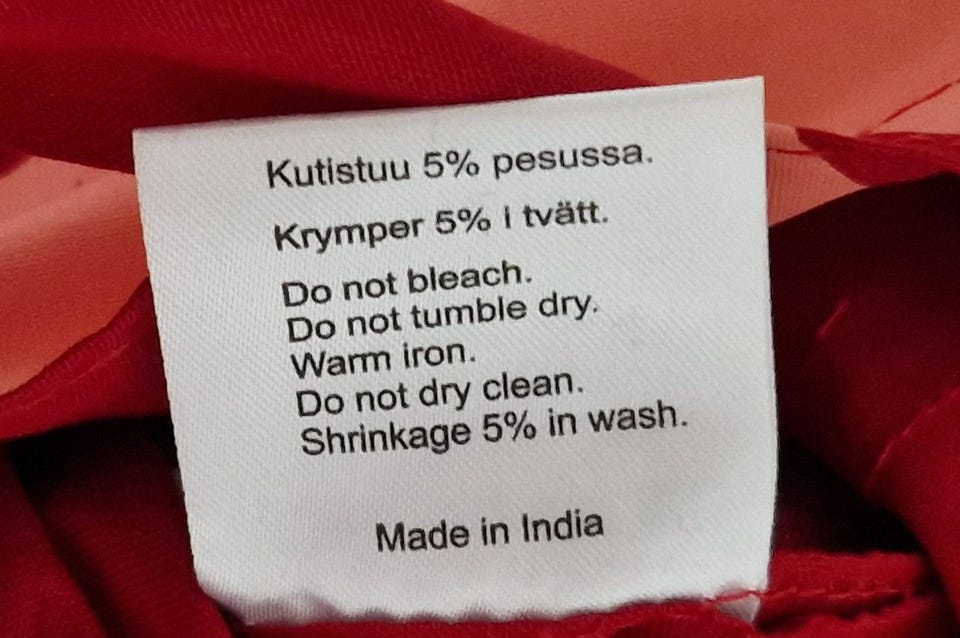 Kutistuu 5% pesussa.
Krymper 5% I tvätt.
Do not bleach.
Do not tumble dry.
Warm iron.
Do not dry clean.
Shrinkage 5% in wash.
Made in India